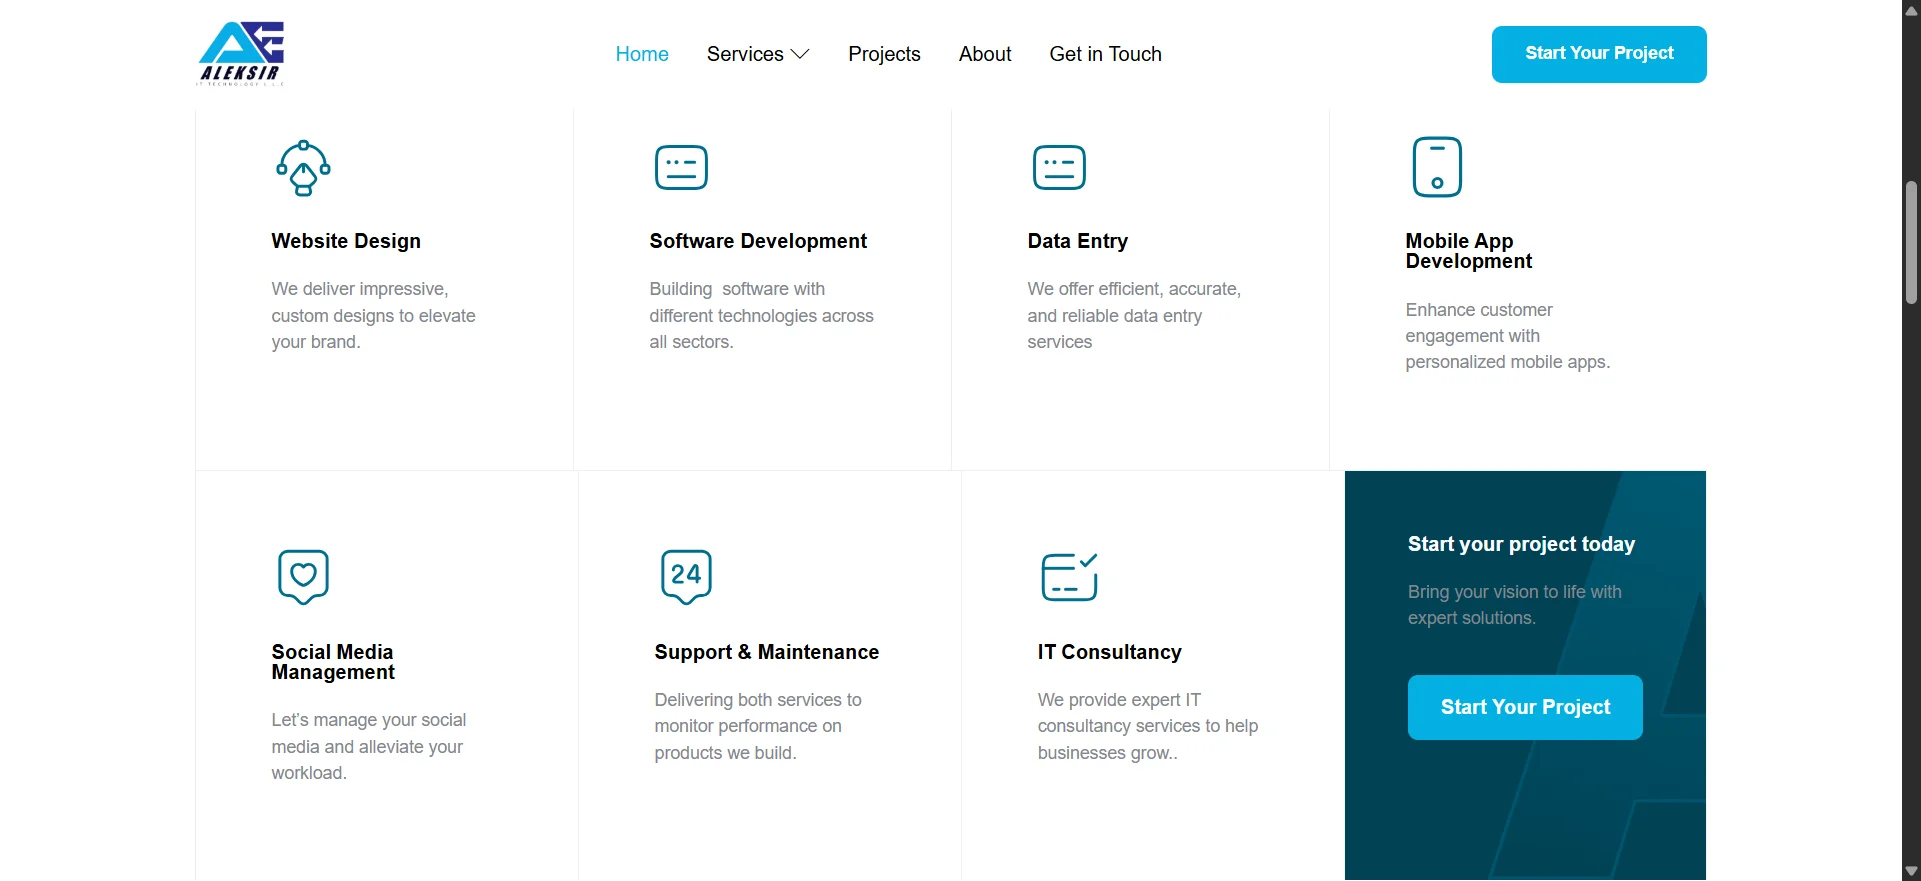 ALEKSIR
IT TECHNOLOGY L.L.C
Home
Services
Projects
About
Get in Touch
Start Your Project
Website Design
We deliver impressive,
custom designs to elevate
your brand.
Software Development
Building  software with
different technologies across
all sectors.
Data Entry
We offer efficient, accurate,
and reliable data entry
services
Mobile App
Development
Enhance customer
engagement with
personalized mobile apps.
Social Media
Management
Let’s manage your social
media and alleviate your
workload.
24
Support & Maintenance
Delivering both services to
monitor performance on
products we build.
IT Consultancy
We provide expert IT
consultancy services to help
businesses grow..
Start your project today
Bring your vision to life with
expert solutions.
Start Your Project